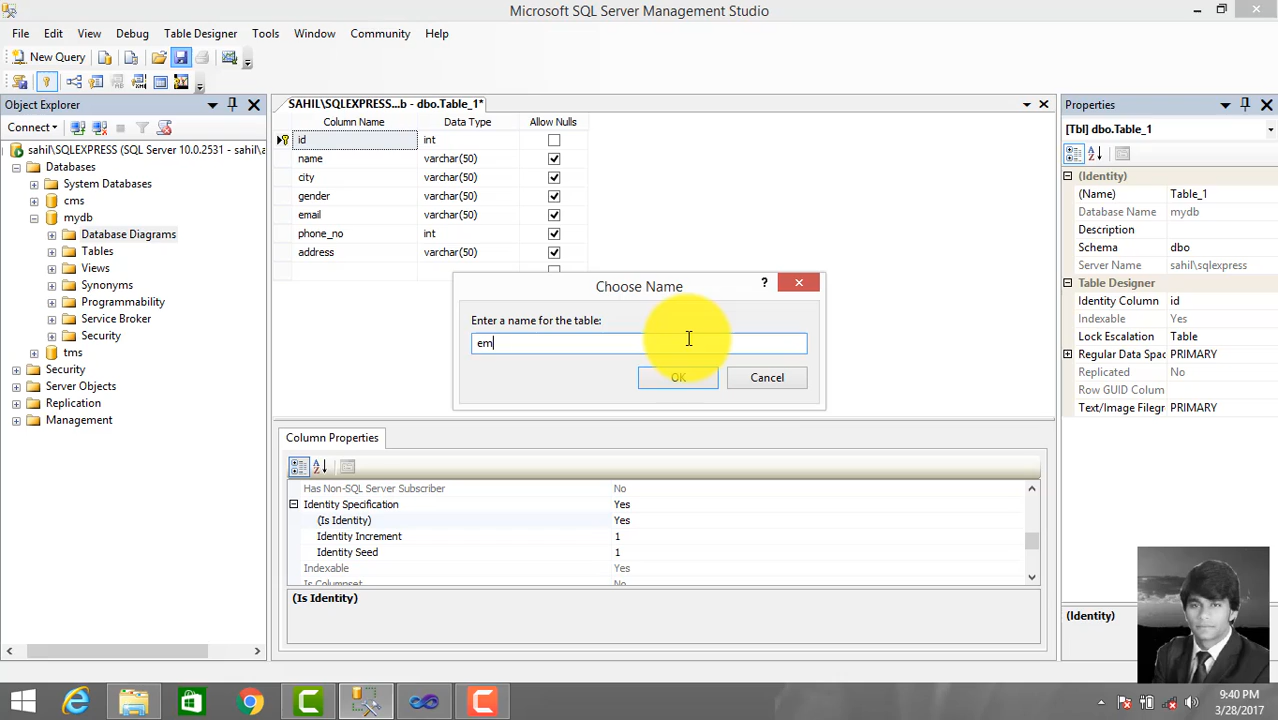 Microsoft SQL Server Management Studio
File Edit View Debug Table Designer Tools Window Community Help
New Query
Object Explorer
Connect
sahil\SQLEXPRESS (SQL Server 10.0.2531 - sahil\a
Databases
System Databases
cms
mydb
Database Diagrams
Tables
Views
Synonyms
Programmability
Service Broker
Security
tms
Security
Server Objects
Replication
Management
SAHIL\SQLEXPRESS...b - dbo.Table_1*
Column Name Data Type Allow Nulls
id int
name varchar(50)
city varchar(50)
gender varchar(50)
email varchar(50)
phone_no int
address varchar(50)
Choose Name
?
Enter a name for the table:
em
OK Cancel
Column Properties
Has Non-SQL Server Subscriber No
Identity Specification Yes
(Is Identity) Yes
Identity Increment 1
Identity Seed 1
Indexable Yes
Is Columnset No
(Is Identity)
Properties
[Tbl] dbo.Table_1
(Identity)
(Name) Table_1
Database Name mydb
Description
Schema dbo
Server Name sahil\sqlexpress
Table Designer
Identity Column id
Indexable Yes
Lock Escalation Table
Regular Data Spac PRIMARY
Replicated No
Row GUID Colum
Text/Image Filegr PRIMARY
(Identity)
9:40 PM
3/28/2017